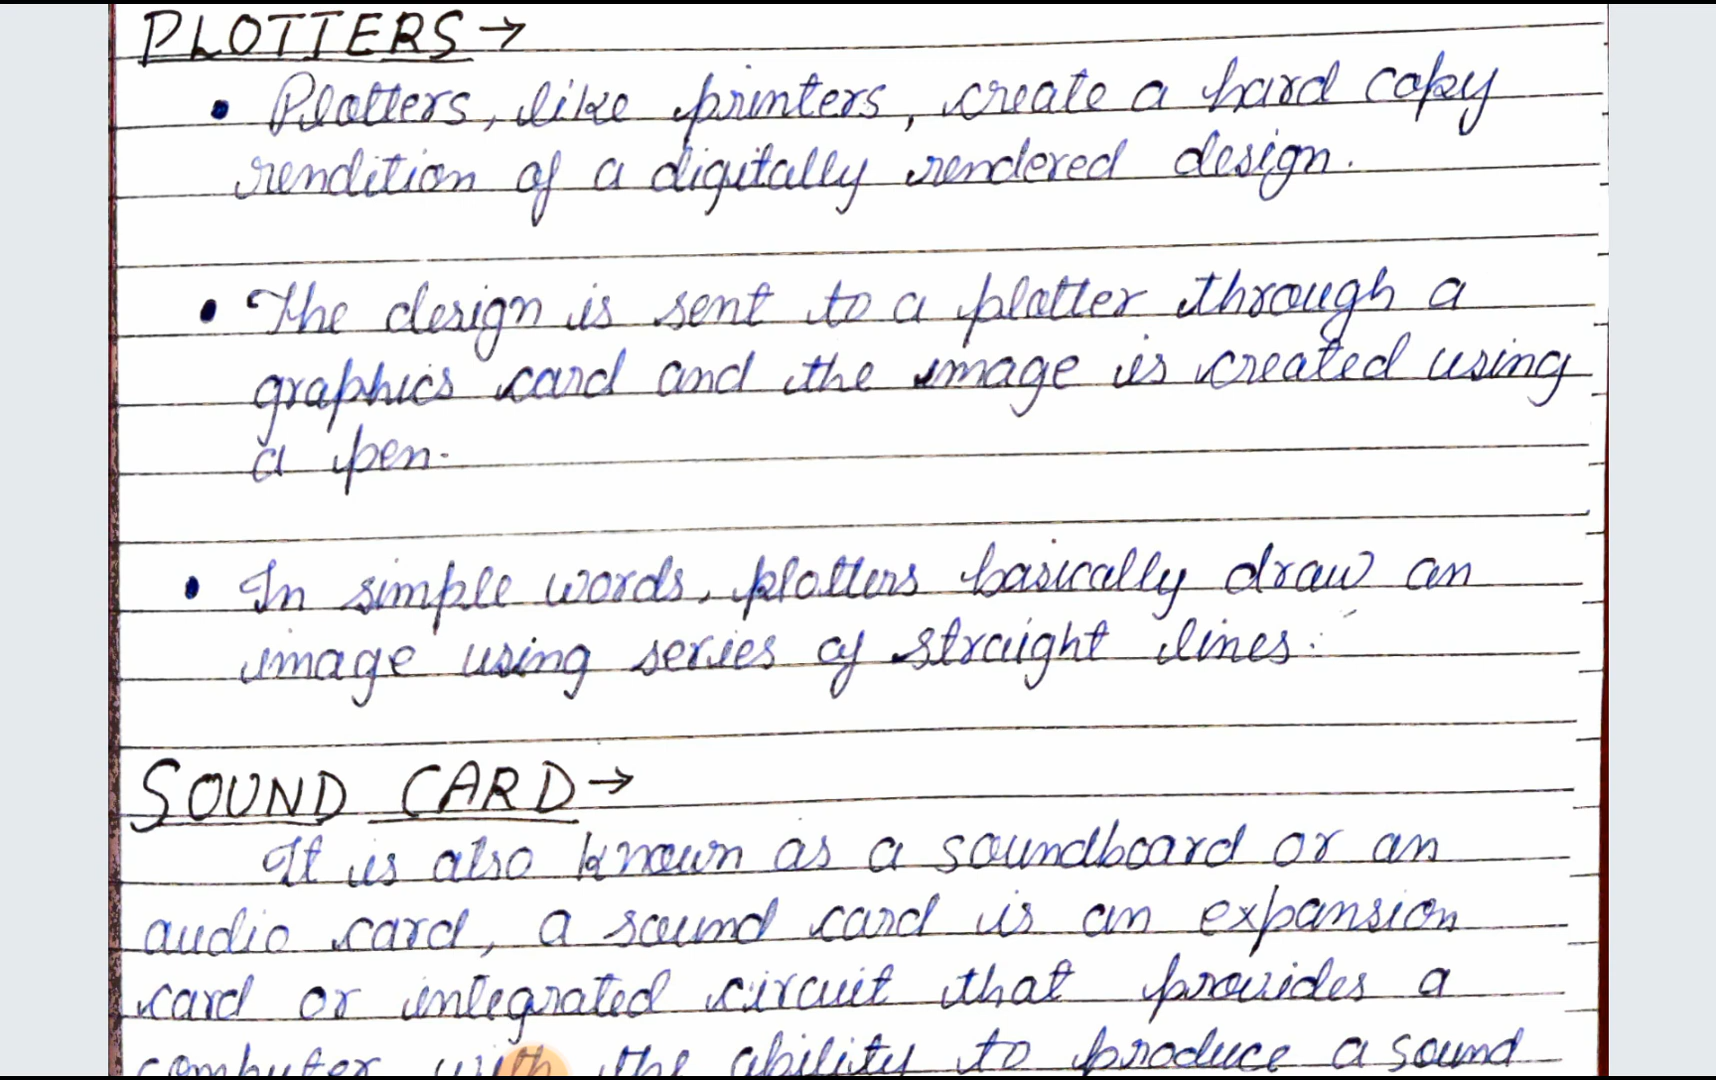 PLOTTERS →
• Plotters, like printers, create a hard copy
rendition of a digitally rendered design.
• The design is sent to a plotter through a
graphics card and the image is created using
a pen.
• In simple words, plotters basically draw an
image using series of straight lines.
SOUND CARD →
It is also known as a soundboard or an
audio card, a sound card is an expansion
card or integrated circuit that provides a
computer with the ability to produce a sound